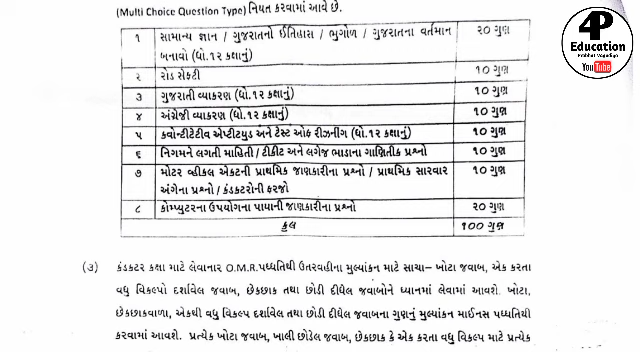 (Multi Choice Question Type) નિયત કરવામાં આવે છે.
4P
Education
Prabhat Vaghadiya
YouTube
૧ સામાન્ય જ્ઞાન / ગુજરાતનો ઈતિહાસ / ભુગોળ / ગુજરાતના વર્તમાન ૨૦ ગુણ
બનાવો (ધો.૧૨ કક્ષાનું)
૨ રોડ સેફટી ૧૦ ગુણ
૩ ગુજરાતી વ્યાકરણ (ધો.૧૨ કક્ષાનું) ૧૦ ગુણ
૪ અંગ્રેજી વ્યાકરણ (ધો.૧૨ કક્ષાનું) ૧૦ ગુણ
૫ કવોન્ટીટેટીવ એપ્ટીટયુડ અને ટેસ્ટ ઓફ રીઝનીંગ (ધો.૧૨ કક્ષાનું) ૧૦ ગુણ
૬ નિગમને લગતી માહિતી / ટીકીટ અને લગેજ ભાડાના ગાણિતીક પ્રશ્નો ૧૦ ગુણ
૭ મોટર વ્હીકલ એકટની પ્રાથમિક જાણકારીના પ્રશ્નો / પ્રાથમિક સારવાર ૧૦ ગુણ
અંગેના પ્રશ્નો / કંડકટરોની ફરજો
૮ કોમ્પ્યુટરના ઉપયોગના પાયાની જાણકારીના પ્રશ્નો ૨૦ ગુણ
કુલ ૧૦૦ ગુણ
(૩) કંડકટર કક્ષા માટે લેવાનાર O.M.R.પધ્ધતિથી ઉતરવહીના મુલ્યાંકન માટે સાચા– ખોટા જવાબ, એક કરતા
વધુ વિકલ્પો દર્શાવેલ જવાબ, છેકછાક તથા છોડી દીધેલ જવાબોને ધ્યાનમાં લેવામાં આવશે. ખોટા,
છેકછાકવાળા, એકથી વધુ વિકલ્પ દર્શાવેલ તથા છોડી દીધેલ જવાબના ગુણનું મુલ્યાંકન માઈનસ પધ્ધતિથી
કરવામાં આવશે. પ્રત્યેક ખોટા જવાબ, ખાલી છોડેલ જવાબ, છેકછાક કે એક કરતા વધુ વિકલ્પ માટે પ્રત્યેક